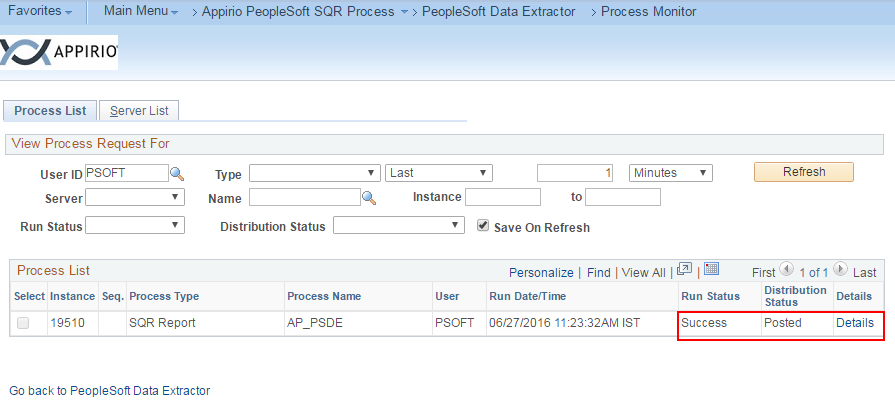 Favorites Main Menu > Appirio PeopleSoft SQR Process > PeopleSoft Data Extractor > Process Monitor
APPIRIO
Process List Server List
View Process Request For
User ID PSOFT Type Last 1 Minutes Refresh
Server Name Instance to
Run Status Distribution Status Save On Refresh
Process List Personalize | Find | View All | | First 1 of 1 Last
Select Instance Seq. Process Type Process Name User Run Date/Time Run Status Distribution Status Details
19510 SQR Report AP_PSDE PSOFT 06/27/2016 11:23:32AM IST Success Posted Details
Go back to PeopleSoft Data Extractor